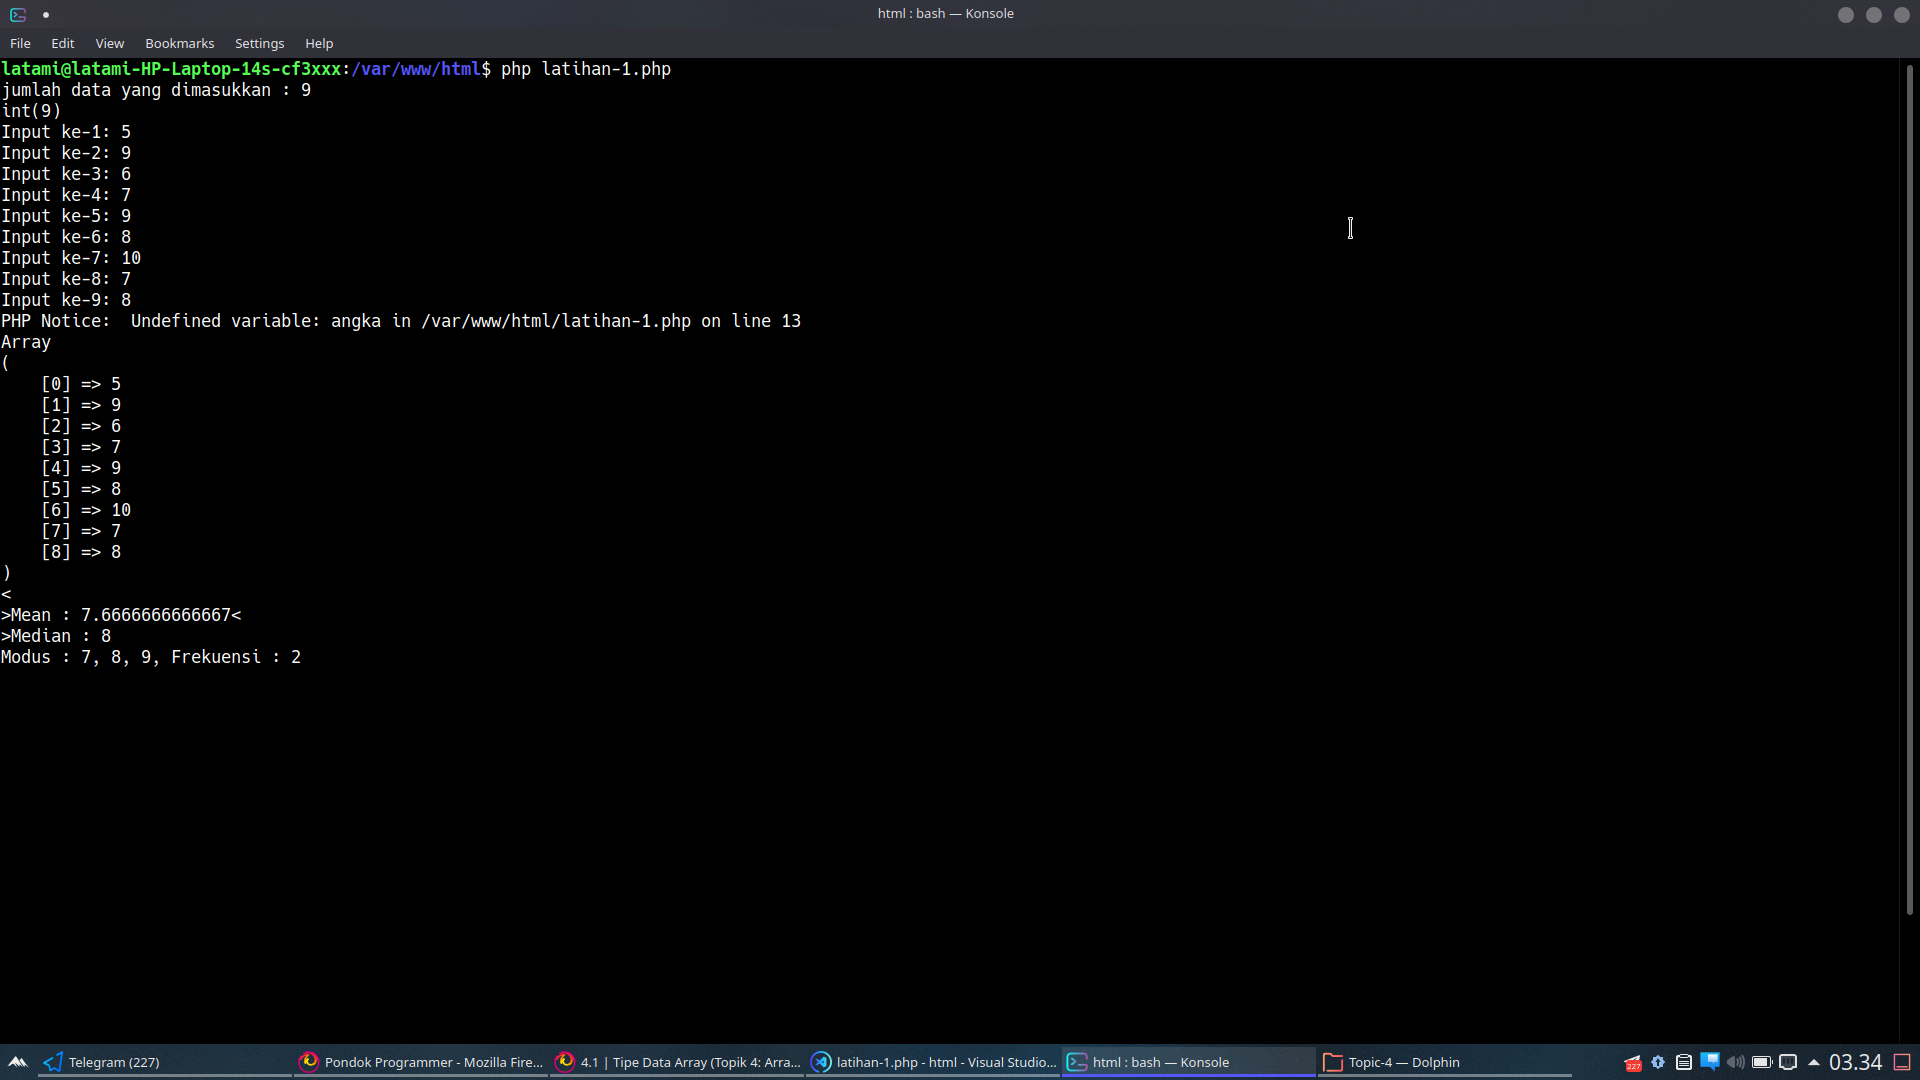 html : bash — Konsole
File Edit View Bookmarks Settings Help
latami@latami-HP-Laptop-14s-cf3xxx:/var/www/html$ php latihan-1.php
jumlah data yang dimasukkan : 9
int(9)
Input ke-1: 5
Input ke-2: 9
Input ke-3: 6
Input ke-4: 7
Input ke-5: 9
Input ke-6: 8
Input ke-7: 10
Input ke-8: 7
Input ke-9: 8
PHP Notice:  Undefined variable: angka in /var/www/html/latihan-1.php on line 13
Array
(
    [0] => 5
    [1] => 9
    [2] => 6
    [3] => 7
    [4] => 9
    [5] => 8
    [6] => 10
    [7] => 7
    [8] => 8
)
<
>Mean : 7.6666666666667<
>Median : 8
Modus : 7, 8, 9, Frekuensi : 2
Telegram (227) Pondok Programmer - Mozilla Fire... 4.1 | Tipe Data Array (Topik 4: Arra... latihan-1.php - html - Visual Studio... html : bash — Konsole Topic-4 — Dolphin 227 03.34